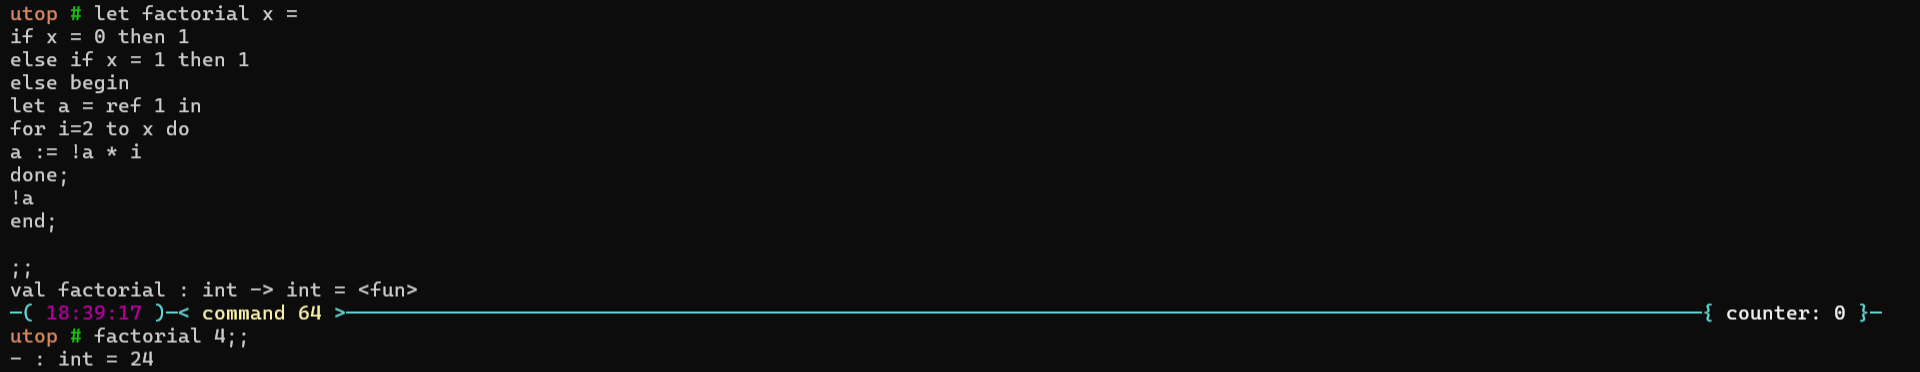 utop # let factorial x =
if x = 0 then 1
else if x = 1 then 1
else begin
let a = ref 1 in
for i=2 to x do
a := !a * i
done;
!a
end;
;;
val factorial : int -> int = <fun>
-( 18:39:17 )-< command 64 >-{ counter: 0 }-
utop # factorial 4;;
- : int = 24